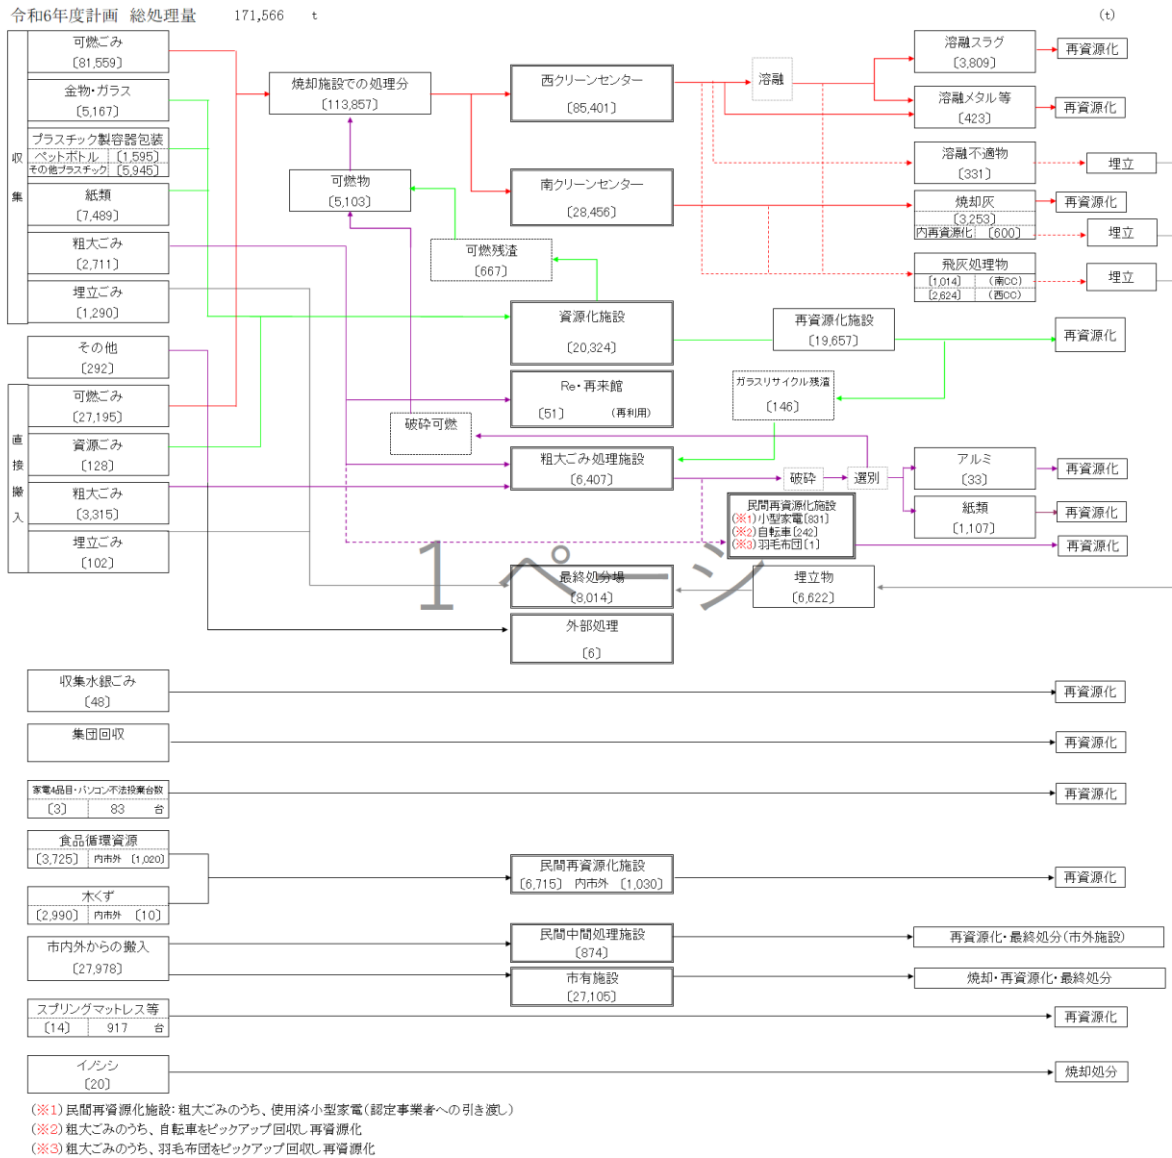 令和6年度計画 総処理量 171,566 t (t)
収集
可燃ごみ
〔81,559〕
金物・ガラス
〔5,167〕
プラスチック製容器包装
ペットボトル 〔1,595〕
その他プラスチック 〔5,945〕
紙類
〔7,489〕
粗大ごみ
〔2,711〕
埋立ごみ
〔1,290〕
その他
〔292〕
直接搬入
可燃ごみ
〔27,195〕
資源ごみ
〔128〕
粗大ごみ
〔3,315〕
埋立ごみ
〔102〕
焼却施設での処理分
〔113,857〕
可燃物
〔5,103〕
可燃残渣
〔667〕
破砕可燃
西クリーンセンター
〔85,401〕
南クリーンセンター
〔28,456〕
資源化施設
〔20,324〕
Re・再来館
〔51〕 (再利用)
粗大ごみ処理施設
〔6,407〕
最終処分場
〔8,014〕
外部処理
〔6〕
溶融
再資源化施設
〔19,657〕
ガラスリサイクル残渣
〔146〕
破砕
選別
民間再資源化施設
(※1)小型家電〔831〕
(※2)自転車〔242〕
(※3)羽毛布団〔1〕
埋立物
〔6,622〕
溶融スラグ
〔3,809〕
再資源化
溶融メタル等
〔423〕
再資源化
溶融不適物
〔331〕
埋立
焼却灰
〔3,253〕
内再資源化 〔600〕
再資源化
埋立
飛灰処理物
〔1,014〕 (南CC)
〔2,624〕 (西CC)
埋立
再資源化
アルミ
〔33〕
再資源化
紙類
〔1,107〕
再資源化
再資源化
1 ページ
収集水銀ごみ
〔48〕
再資源化
集団回収
再資源化
家電4品目・パソコン不法投棄台数
〔3〕 83 台
再資源化
食品循環資源
〔3,725〕 内市外 〔1,020〕
木くず
〔2,990〕 内市外 〔10〕
民間再資源化施設
〔6,715〕 内市外 〔1,030〕
再資源化
市内外からの搬入
〔27,978〕
民間中間処理施設
〔874〕
再資源化・最終処分(市外施設)
市有施設
〔27,105〕
焼却・再資源化・最終処分
スプリングマットレス等
〔14〕 917 台
再資源化
イノシシ
〔20〕
焼却処分
(※1)民間再資源化施設：粗大ごみのうち、使用済小型家電(認定事業者への引き渡し)
(※2)粗大ごみのうち、自転車をピックアップ回収し再資源化
(※3)粗大ごみのうち、羽毛布団をピックアップ回収し再資源化